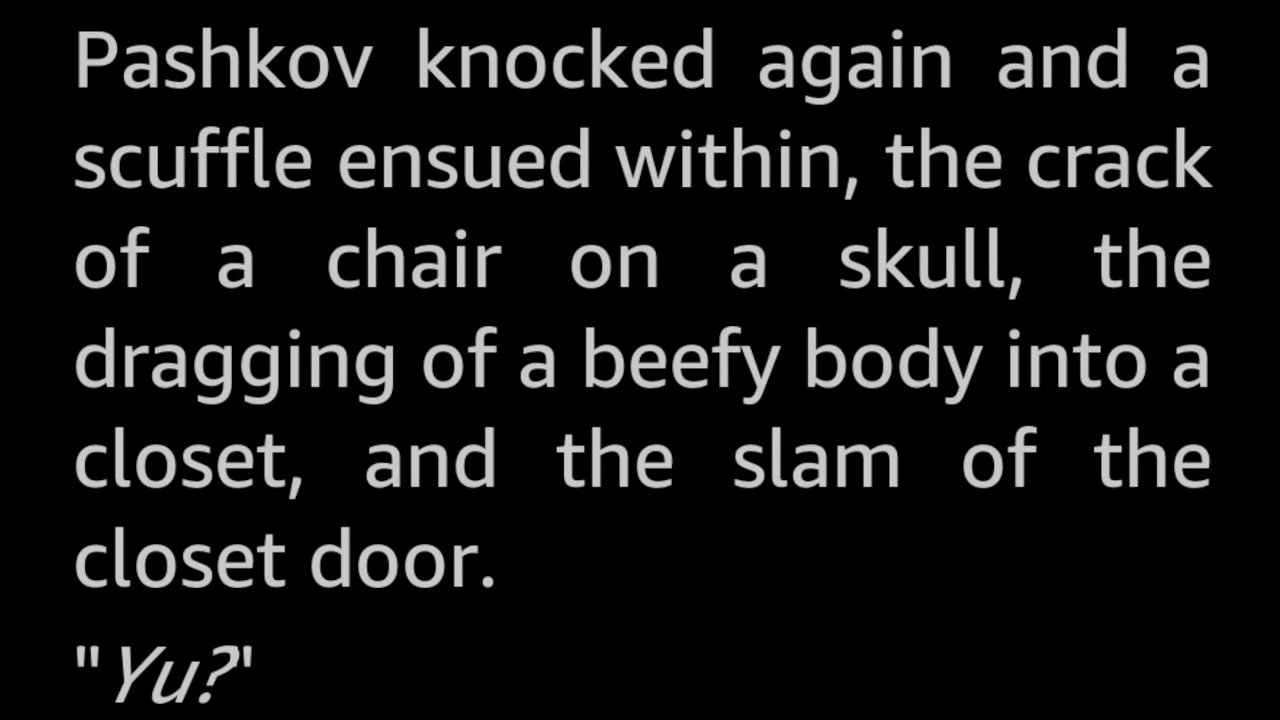 Pashkov knocked again and a
scuffle ensued within, the crack
of a chair on a skull, the
dragging of a beefy body into a
closet, and the slam of the
closet door.
"Yu?"